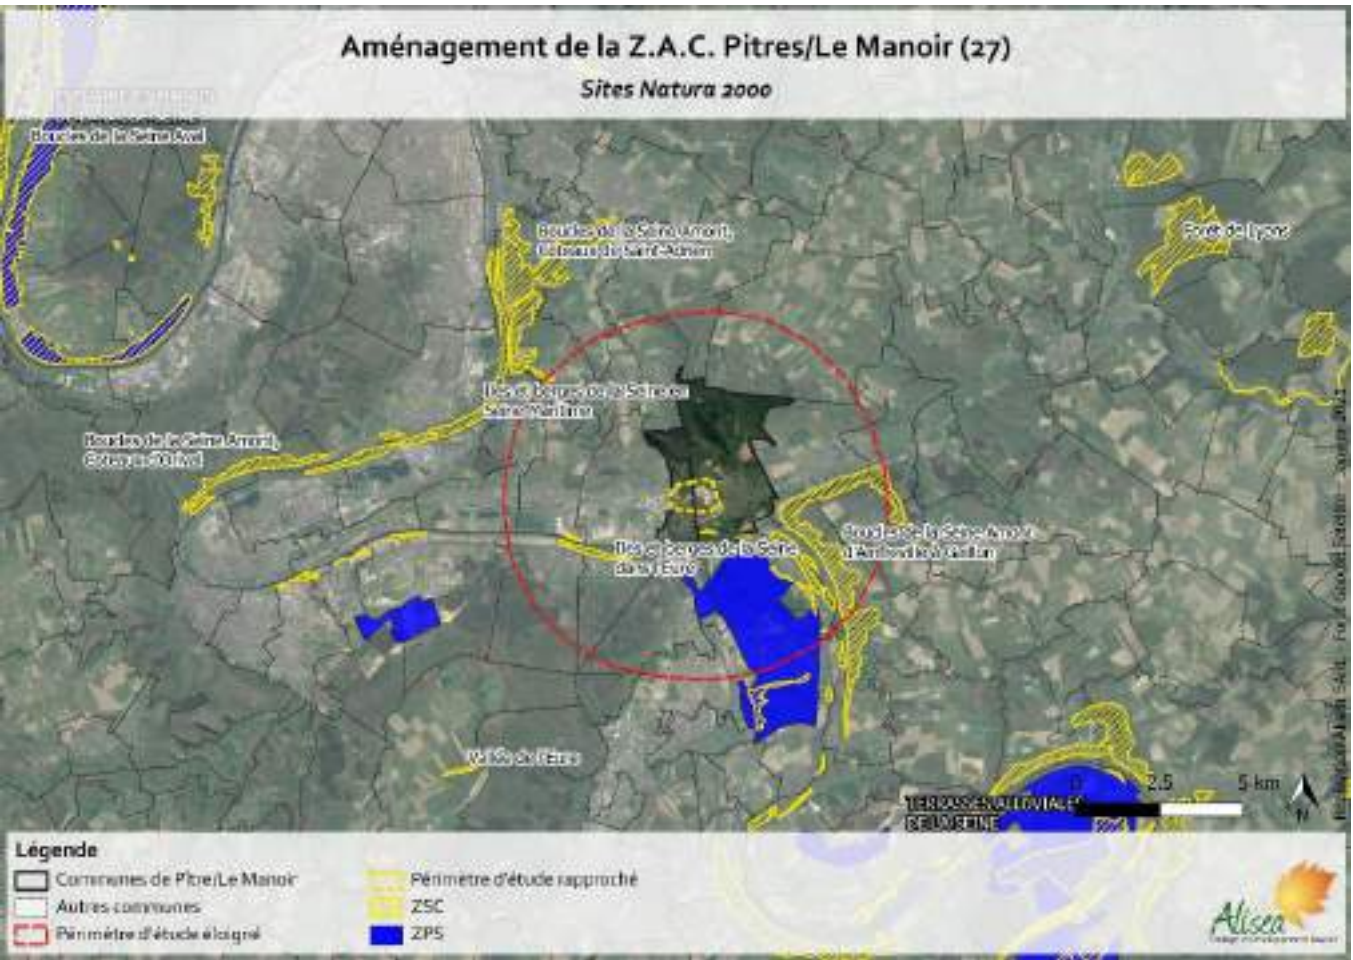 Aménagement de la Z.A.C. Pitres/Le Manoir (27)
Sites Natura 2000
Boucles de la Seine Aval
Boucles de la Seine Amont,
Coteaux de Saint-Adrien
Forêt de Lyons
Iles et berges de la Seine en
Seine-Maritime
Boucles de la Seine Amont,
Coteaux d'Orival
Boucles de la Seine Amont
d'Amfreville à Gaillon
Iles et berges de la Seine
dans l'Eure
Vallée de l'Eure
0 2.5 5 km
TERRASSES ALLUVIALES
DE LA SEINE
N
Légende
Communes de Pitre/Le Manoir
Autres communes
Périmètre d'étude éloigné
Périmètre d'étude rapproché
ZSC
ZPS
Alisea